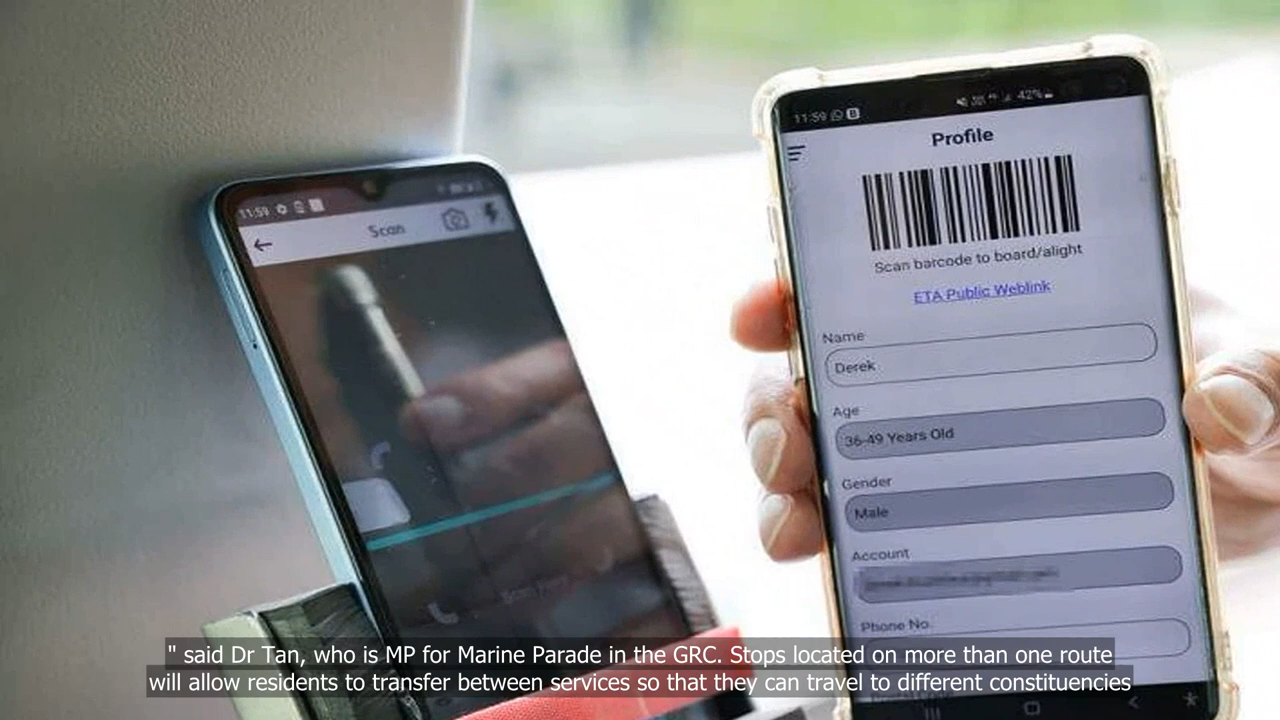 11:59
Scan
11:59
42%
Profile
Scan barcode to board/alight
ETA Public Weblink
Name
Derek
Age
36-49 Years Old
Gender
Male
Account
Phone No.
" said Dr Tan, who is MP for Marine Parade in the GRC. Stops located on more than one route
will allow residents to transfer between services so that they can travel to different constituencies